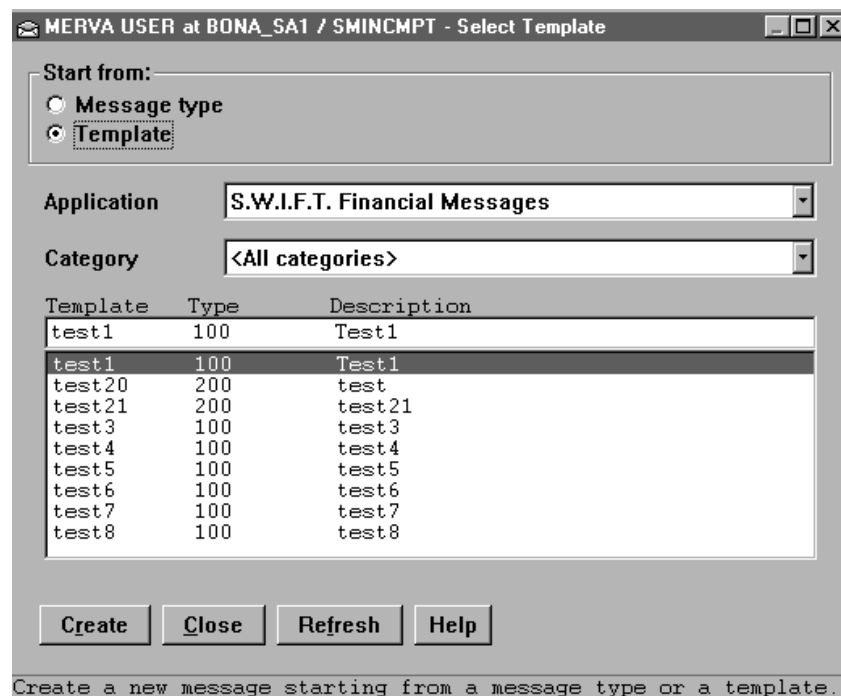 MERVA USER at BONA_SA1 / SMINCMPT - Select Template
Start from:
Message type
Template
Application S.W.I.F.T. Financial Messages
Category <All categories>
Template Type Description
test1 100 Test1
test1 100 Test1
test20 200 test
test21 200 test21
test3 100 test3
test4 100 test4
test5 100 test5
test6 100 test6
test7 100 test7
test8 100 test8
Create Close Refresh Help
Create a new message starting from a message type or a template.